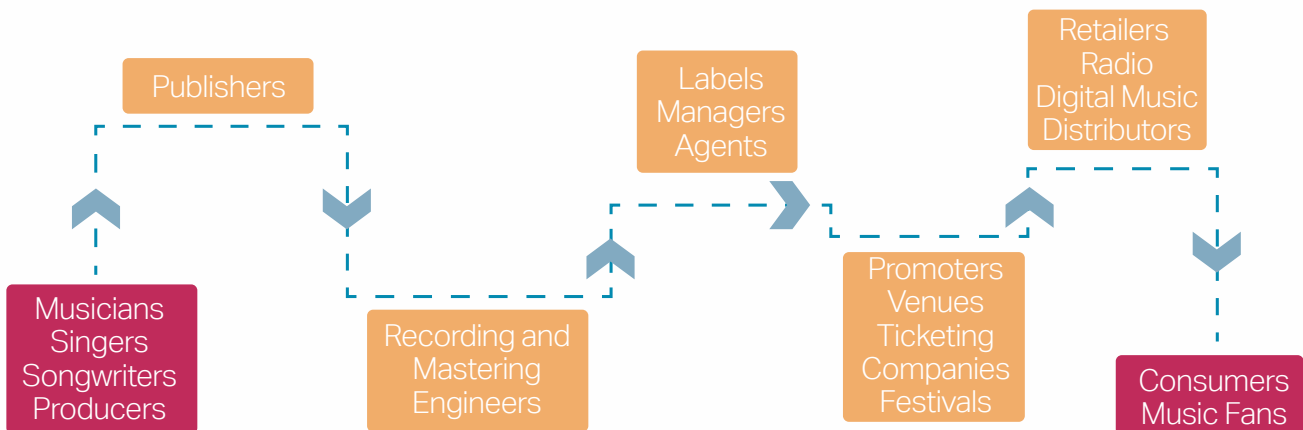 Musicians
Singers
Songwriters
Producers
Publishers
Recording and
Mastering
Engineers
Labels
Managers
Agents
Promoters
Venues
Ticketing
Companies
Festivals
Retailers
Radio
Digital Music
Distributors
Consumers
Music Fans